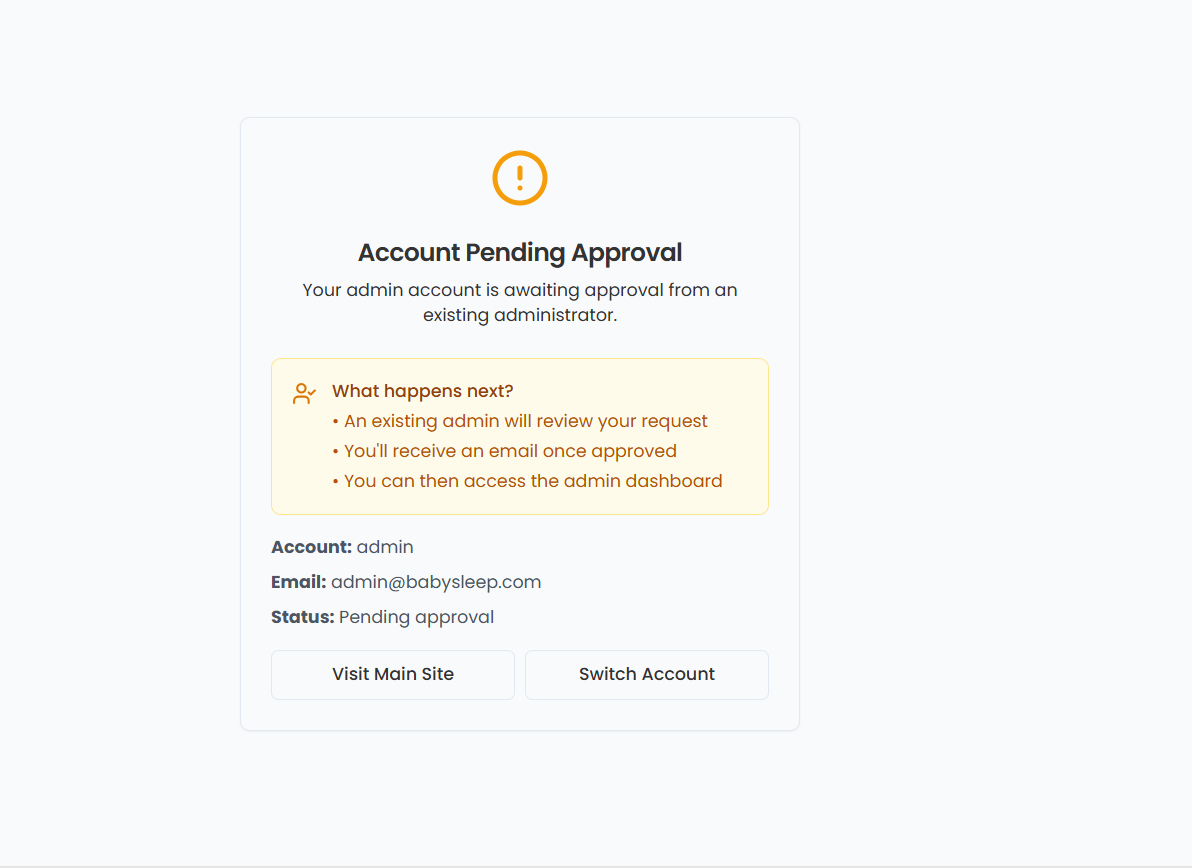 Account Pending Approval
Your admin account is awaiting approval from an
existing administrator.
What happens next?
• An existing admin will review your request
• You'll receive an email once approved
• You can then access the admin dashboard
Account: admin
Email: admin@babysleep.com
Status: Pending approval
Visit Main Site
Switch Account